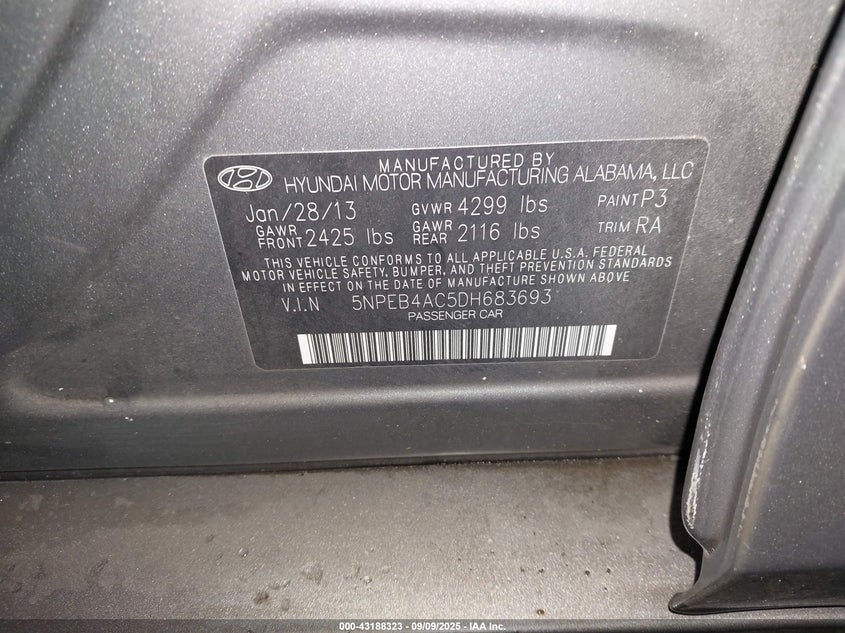 MANUFACTURED BY
HYUNDAI MOTOR MANUFACTURING ALABAMA, LLC
Jan/28/13 GVWR 4299 lbs PAINT P3
GAWR FRONT 2425 lbs GAWR REAR 2116 lbs TRIM RA
THIS VEHICLE CONFORMS TO ALL APPLICABLE U.S.A. FEDERAL
MOTOR VEHICLE SAFETY, BUMPER, AND THEFT PREVENTION STANDARDS
IN EFFECT ON THE DATE OF MANUFACTURE SHOWN ABOVE
V.I.N 5NPEB4AC5DH683693
PASSENGER CAR
000-43188323 - 09/09/2025 - IAA Inc.